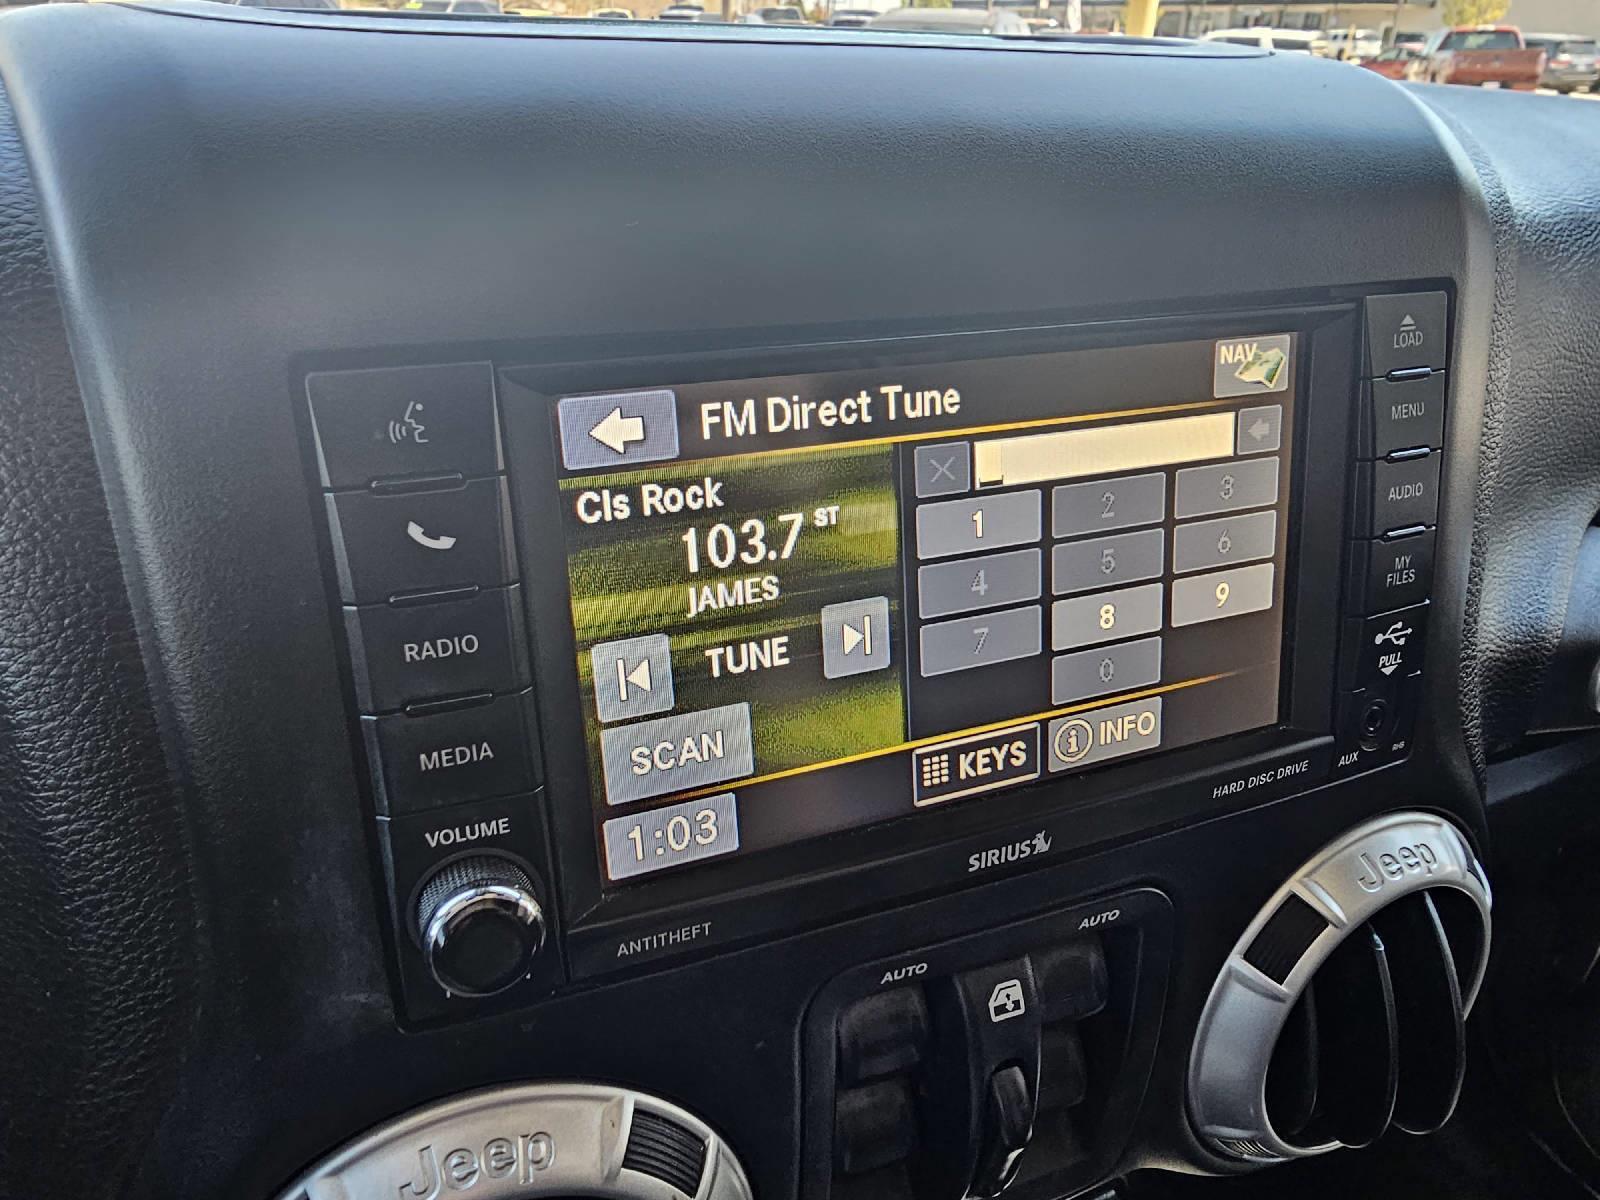 NAV
FM Direct Tune
Cls Rock
103.7 ST
JAMES
TUNE
SCAN
1:03
1 2 3
4 5 6
7 8 9
0
KEYS
INFO
RADIO
MEDIA
VOLUME
ANTITHEFT
SIRIUS
HARD DISC DRIVE
LOAD
MENU
AUDIO
MY
FILES
PULL
AUX
AUTO
AUTO
Jeep
Jeep